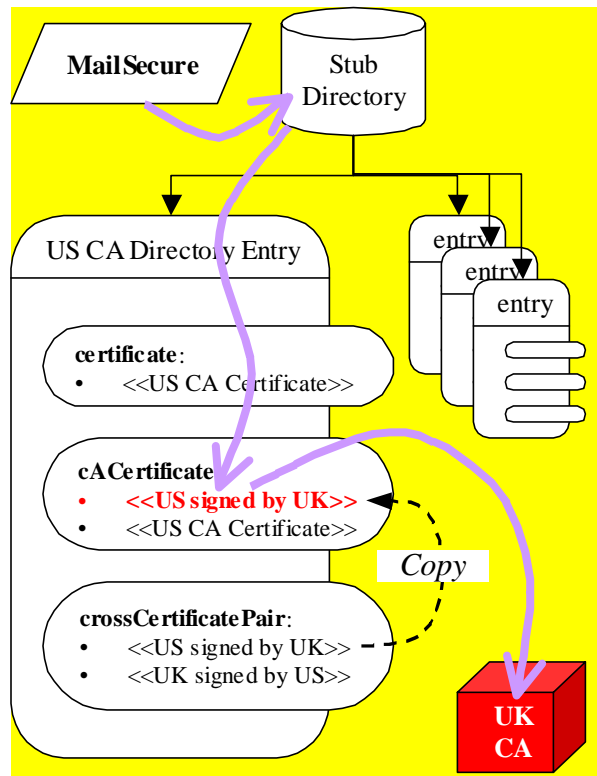 MailSecure
Stub
Directory
US CA Directory Entry
entry
entry
entry
certificate:
• <<US CA Certificate>>
cACertificate
• <<US signed by UK>>
• <<US CA Certificate>>
Copy
crossCertificatePair:
• <<US signed by UK>>
• <<UK signed by US>>
UK
CA